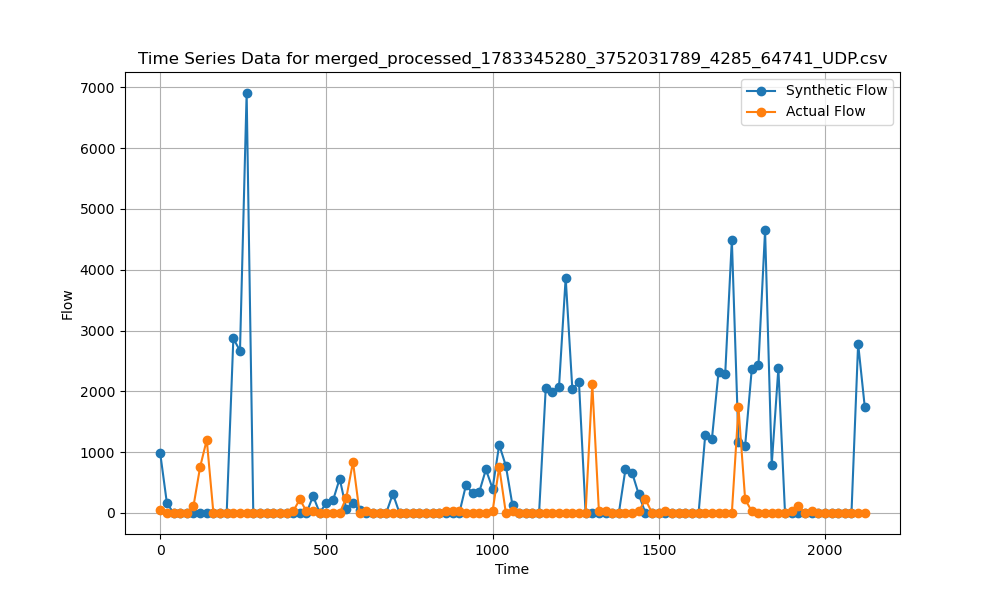 Time Series Data for merged_processed_1783345280_3752031789_4285_64741_UDP.csv
Synthetic Flow
Actual Flow
7000
6000
5000
4000
3000
2000
1000
0
Flow
0 500 1000 1500 2000
Time